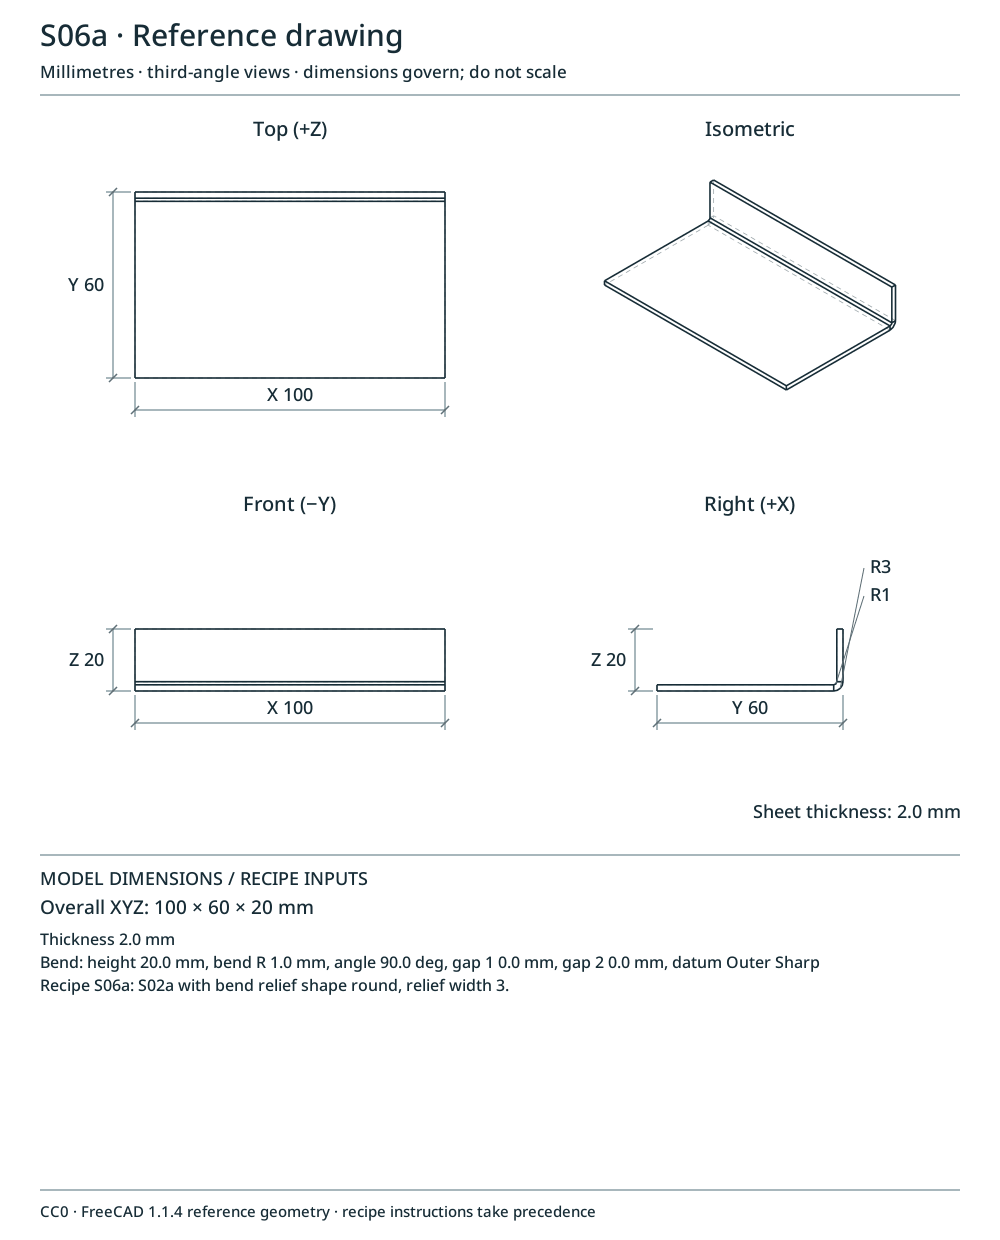 S06a · Reference drawing
Millimetres · third-angle views · dimensions govern; do not scale
Top (+Z)
Isometric
Y 60
X 100
Front (−Y)
Right (+X)
R3
R1
Z 20
X 100
Z 20
Y 60
Sheet thickness: 2.0 mm
MODEL DIMENSIONS / RECIPE INPUTS
Overall XYZ: 100 × 60 × 20 mm
Thickness 2.0 mm
Bend: height 20.0 mm, bend R 1.0 mm, angle 90.0 deg, gap 1 0.0 mm, gap 2 0.0 mm, datum Outer Sharp
Recipe S06a: S02a with bend relief shape round, relief width 3.
CC0 · FreeCAD 1.1.4 reference geometry · recipe instructions take precedence